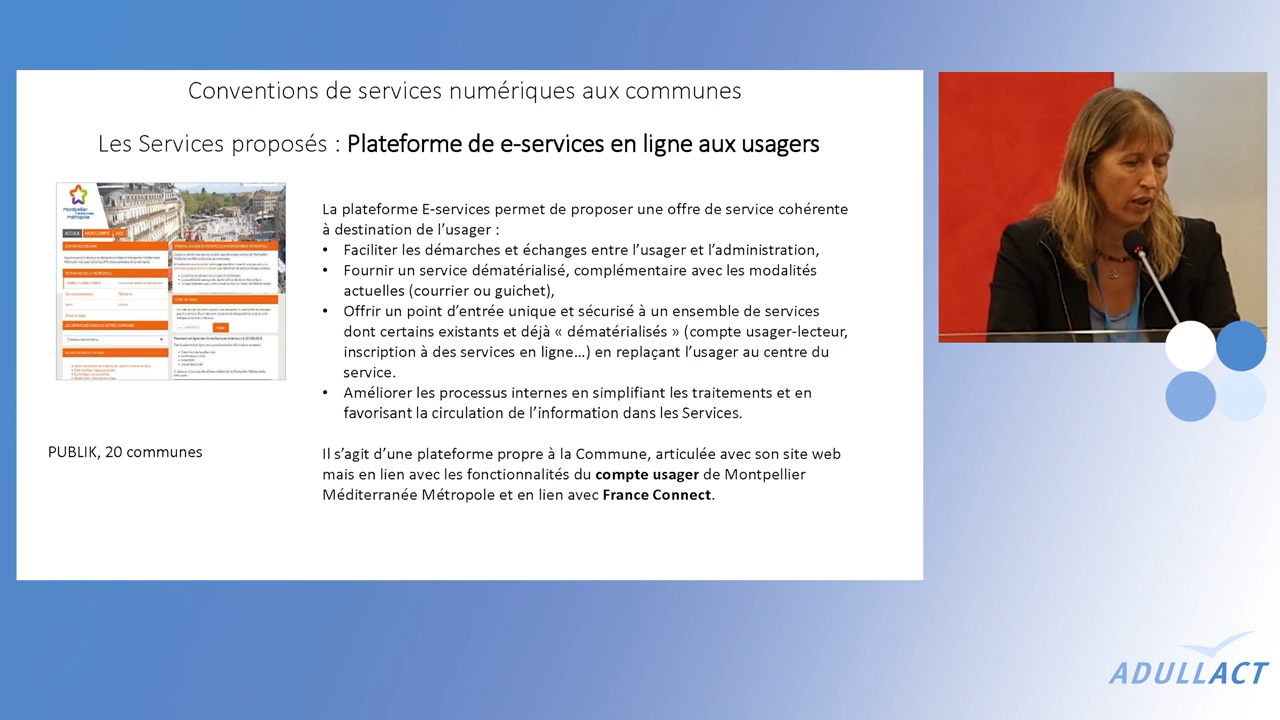 Conventions de services numériques aux communes
Les Services proposés : Plateforme de e-services en ligne aux usagers
Montpellier
Méditerranée
Métropole
ACCUEIL MON COMPTE AIDE
La plateforme E-services permet de proposer une offre de service cohérente
à destination de l’usager :
• Faciliter les démarches et échanges entre l’usager et l’administration,
• Fournir un service dématérialisé, complémentaire avec les modalités
actuelles (courrier ou guichet),
• Offrir un point d’entrée unique et sécurisé à un ensemble de services
dont certains existants et déjà « dématérialisés » (compte usager-lecteur,
inscription à des services en ligne…) en replaçant l’usager au centre du
service.
• Améliorer les processus internes en simplifiant les traitements et en
favorisant la circulation de l’information dans les Services.
PUBLIK, 20 communes
Il s’agit d’une plateforme propre à la Commune, articulée avec son site web
mais en lien avec les fonctionnalités du compte usager de Montpellier
Méditerranée Métropole et en lien avec France Connect.
ADULLACT